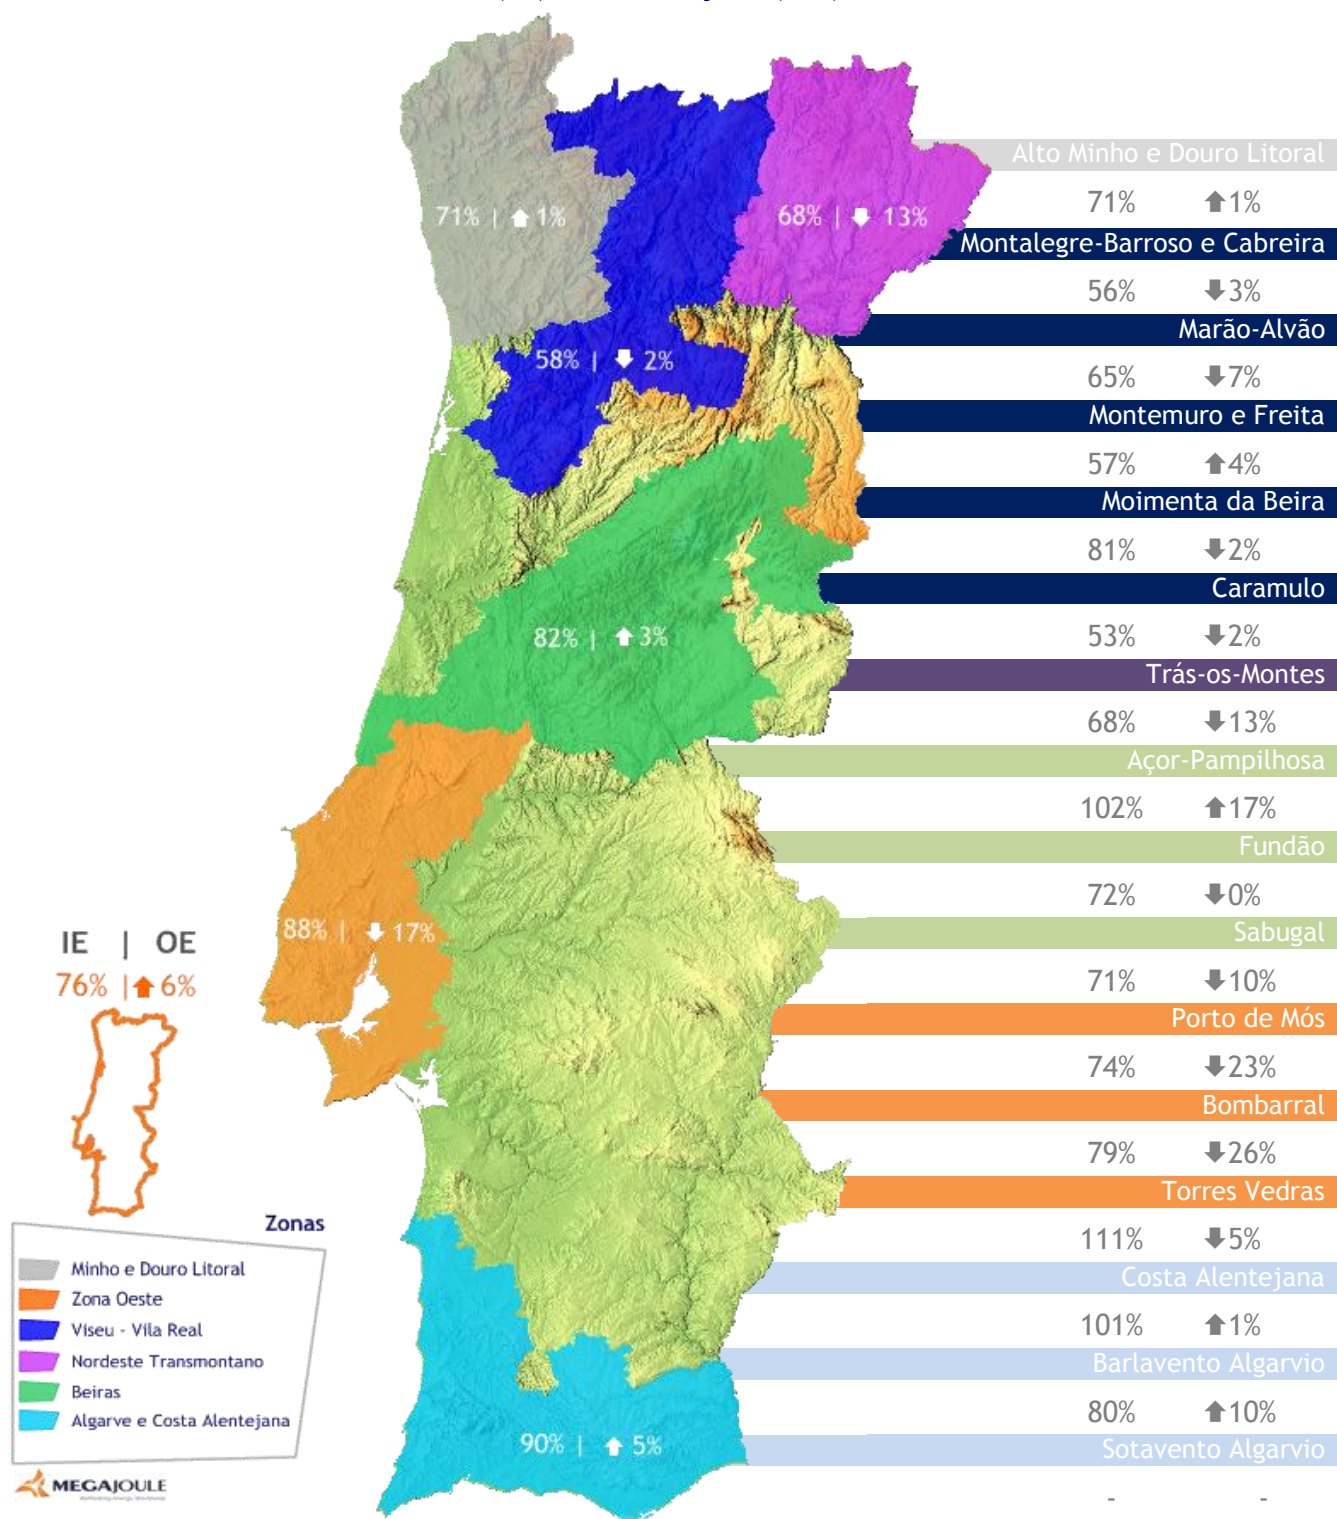 Alto Minho e Douro Litoral
71% ⬆1%
Montalegre-Barroso e Cabreira
56% ⬇3%
Marão-Alvão
65% ⬇7%
Montemuro e Freita
57% ⬆4%
Moimenta da Beira
81% ⬇2%
Caramulo
53% ⬇2%
Trás-os-Montes
68% ⬇13%
Açor-Pampilhosa
102% ⬆17%
Fundão
72% ⬇0%
Sabugal
71% ⬇10%
Porto de Mós
74% ⬇23%
Bombarral
79% ⬇26%
Torres Vedras
111% ⬇5%
Costa Alentejana
101% ⬆1%
Barlavento Algarvio
80% ⬆10%
Sotavento Algarvio
- -
71% | ⬆ 1%
68% | ⬇ 13%
58% | ⬇ 2%
82% | ⬆ 3%
88% | ⬇ 17%
90% | ⬆ 5%
IE | OE
76% | ⬆ 6%
Zonas
Minho e Douro Litoral
Zona Oeste
Viseu - Vila Real
Nordeste Transmontano
Beiras
Algarve e Costa Alentejana
MEGAJOULE